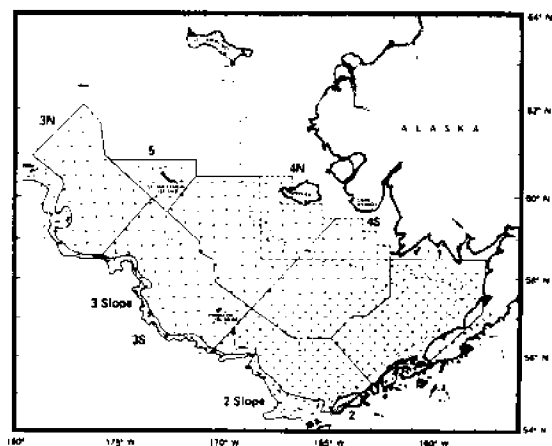 64° N
62° N
3N
ALASKA
5
4N
60° N
4S
58° N
3 Slope
3S
56° N
2 Slope
2
54° N
180°
175° W
170° W
165° W
160° W